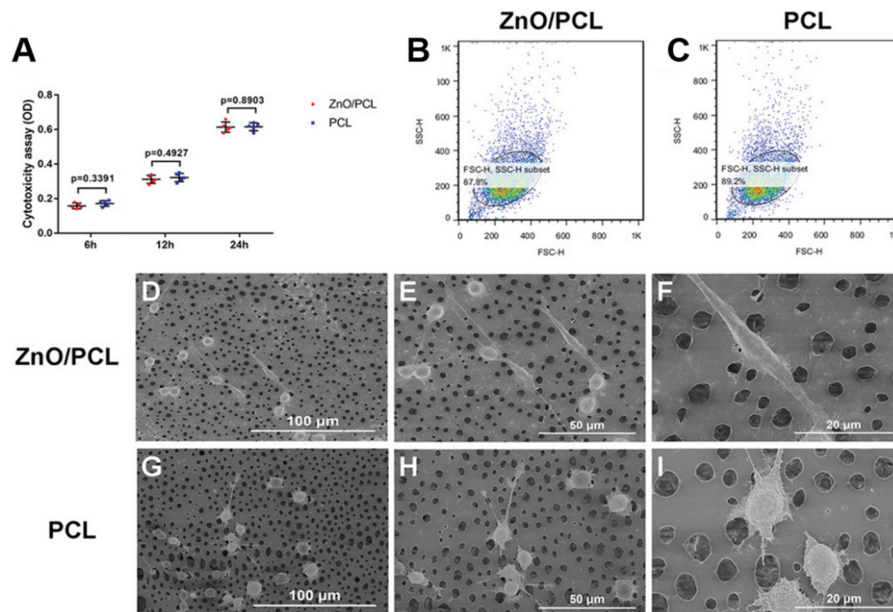 A
Cytotoxicity assay (OD)
0.8
0.6
0.4
0.2
0.0
p=0.3391
p=0.4927
p=0.8903
6h
12h
24h
ZnO/PCL
PCL
B
ZnO/PCL
1K
800
600
400
200
0
SSC-H
FSC-H, SSC-H subset
87.8%
0
200
400
600
800
1K
FSC-H
C
PCL
1K
800
600
400
200
0
SSC-H
FSC-H, SSC-H subset
89.2%
0
200
400
600
800
1K
FSC-H
ZnO/PCL
D
100 µm
E
50 µm
F
20 µm
PCL
G
100 µm
H
50 µm
I
20 µm